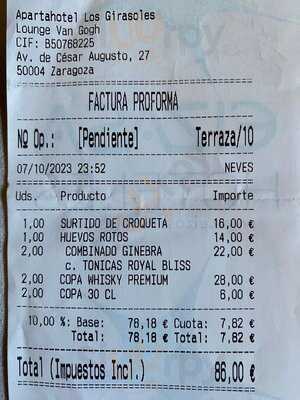 Apartahotel Los Girasoles
Lounge Van Gogh
CIF: B50768225
Av. de César Augusto, 27
50004 Zaragoza
FACTURA PROFORMA
Nº Op.: [Pendiente] Terraza/10
07/10/2023 23:52 NEVES
Uds. Producto Importe
1,00 SURTIDO DE CROQUETA 16,00 €
1,00 HUEVOS ROTOS 14,00 €
2,00 COMBINADO GINEBRA 22,00 €
c. TONICAS ROYAL BLISS
2,00 COPA WHISKY PREMIUM 28,00 €
2,00 COPA 30 CL 6,00 €
10,00 %: Base: 78,18 € Cuota: 7,82 €
Total: 78,18 € Total: 7,82 €
Total (Impuestos Incl.) 86,00 €